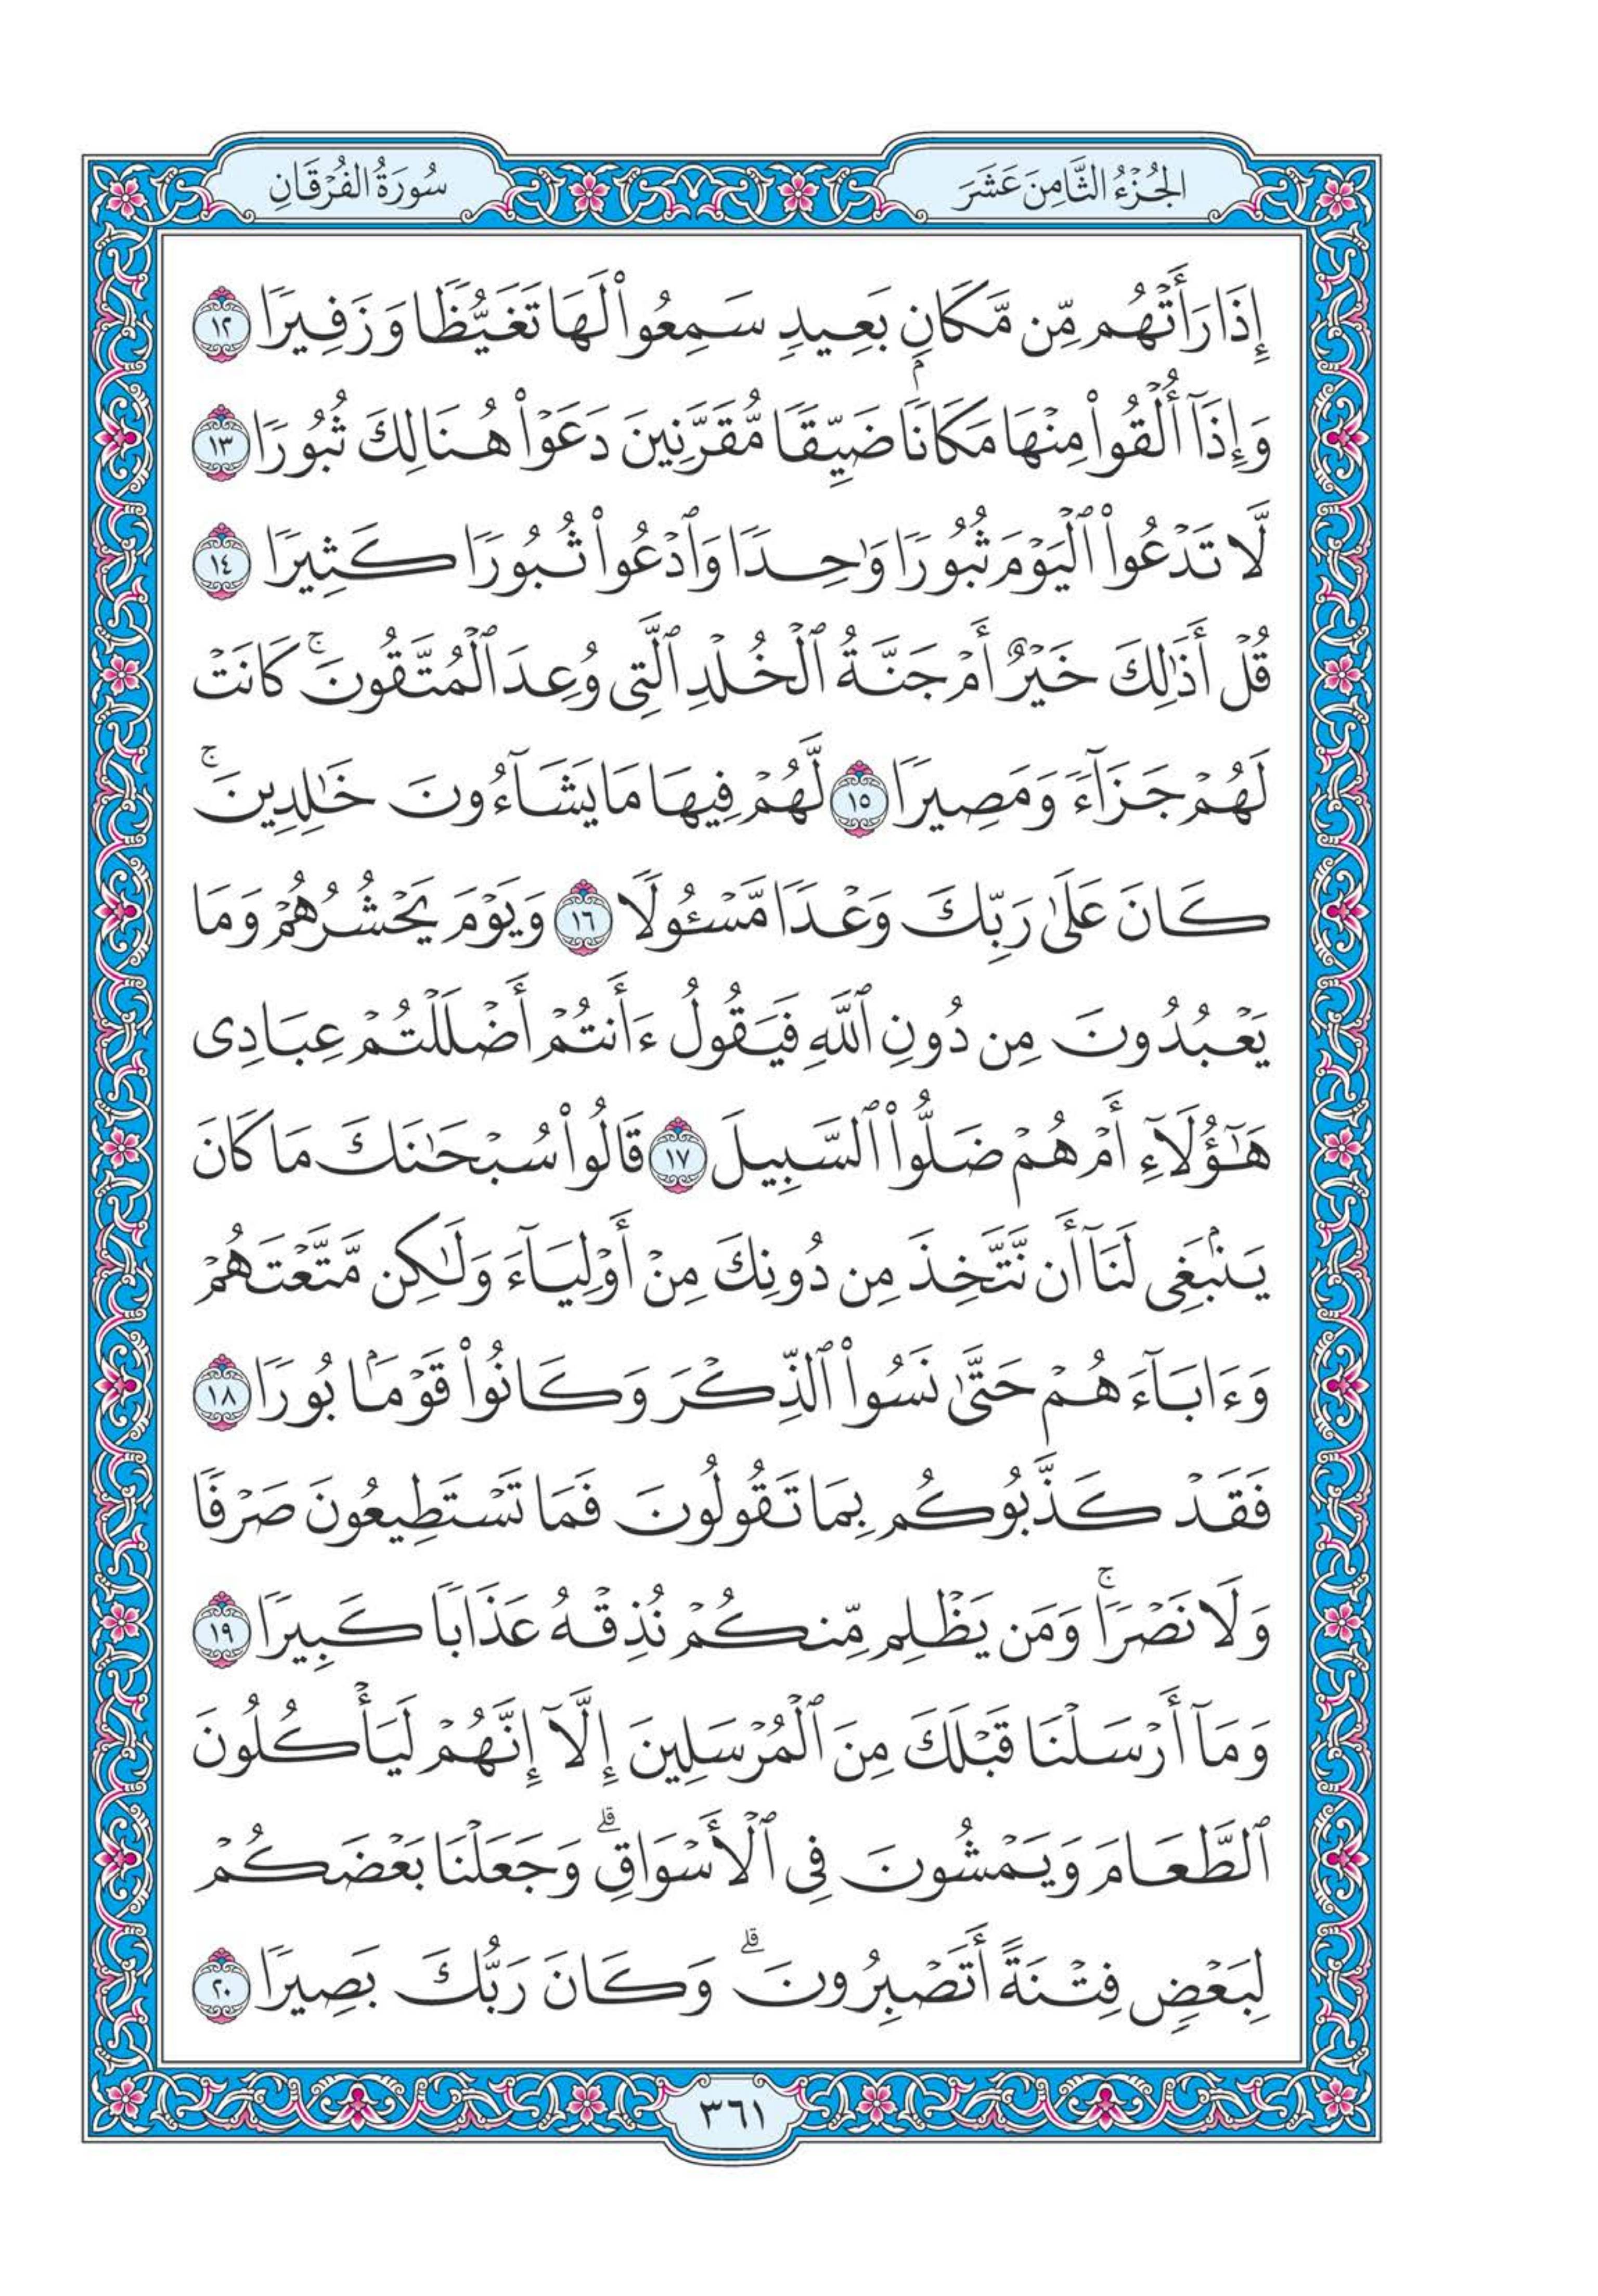 الجُزْءُ الثَّامِنَ عَشَرَ
سُورَةُ الفُرْقَانِ
إِذَا رَأَتْهُم مِّن مَّكَانٍۭ بَعِيدٍ سَمِعُوا۟ لَهَا تَغَيُّظًا وَزَفِيرًا ١٢
وَإِذَآ أُلْقُوا۟ مِنْهَا مَكَانًا ضَيِّقًا مُّقَرَّنِينَ دَعَوْا۟ هُنَالِكَ ثُبُورًا ١٣
لَّا تَدْعُوا۟ ٱلْيَوْمَ ثُبُورًا وَٰحِدًا وَٱدْعُوا۟ ثُبُورًا كَثِيرًا ١٤
قُلْ أَذَٰلِكَ خَيْرٌ أَمْ جَنَّةُ ٱلْخُلْدِ ٱلَّتِى وُعِدَ ٱلْمُتَّقُونَ ۚ كَانَتْ
لَهُمْ جَزَآءً وَمَصِيرًا ١٥ لَّهُمْ فِيهَا مَا يَشَآءُونَ خَٰلِدِينَ ۚ
كَانَ عَلَىٰ رَبِّكَ وَعْدًا مَّسْـُٔولًا ١٦ وَيَوْمَ يَحْشُرُهُمْ وَمَا
يَعْبُدُونَ مِن دُونِ ٱللَّهِ فَيَقُولُ ءَأَنتُمْ أَضْلَلْتُمْ عِبَادِى
هَٰٓؤُلَآءِ أَمْ هُمْ ضَلُّوا۟ ٱلسَّبِيلَ ١٧ قَالُوا۟ سُبْحَٰنَكَ مَا كَانَ
يَنۢبَغِى لَنَآ أَن نَّتَّخِذَ مِن دُونِكَ مِنْ أَوْلِيَآءَ وَلَٰكِن مَّتَّعْتَهُمْ
وَءَابَآءَهُمْ حَتَّىٰ نَسُوا۟ ٱلذِّكْرَ وَكَانُوا۟ قَوْمًۢا بُورًا ١٨
فَقَدْ كَذَّبُوكُم بِمَا تَقُولُونَ فَمَا تَسْتَطِيعُونَ صَرْفًا
وَلَا نَصْرًا ۚ وَمَن يَظْلِم مِّنكُمْ نُذِقْهُ عَذَابًا كَبِيرًا ١٩
وَمَآ أَرْسَلْنَا قَبْلَكَ مِنَ ٱلْمُرْسَلِينَ إِلَّآ إِنَّهُمْ لَيَأْكُلُونَ
ٱلطَّعَامَ وَيَمْشُونَ فِى ٱلْأَسْوَاقِ ۗ وَجَعَلْنَا بَعْضَكُمْ
لِبَعْضٍ فِتْنَةً أَتَصْبِرُونَ ۗ وَكَانَ رَبُّكَ بَصِيرًا ٢٠
٣٦١